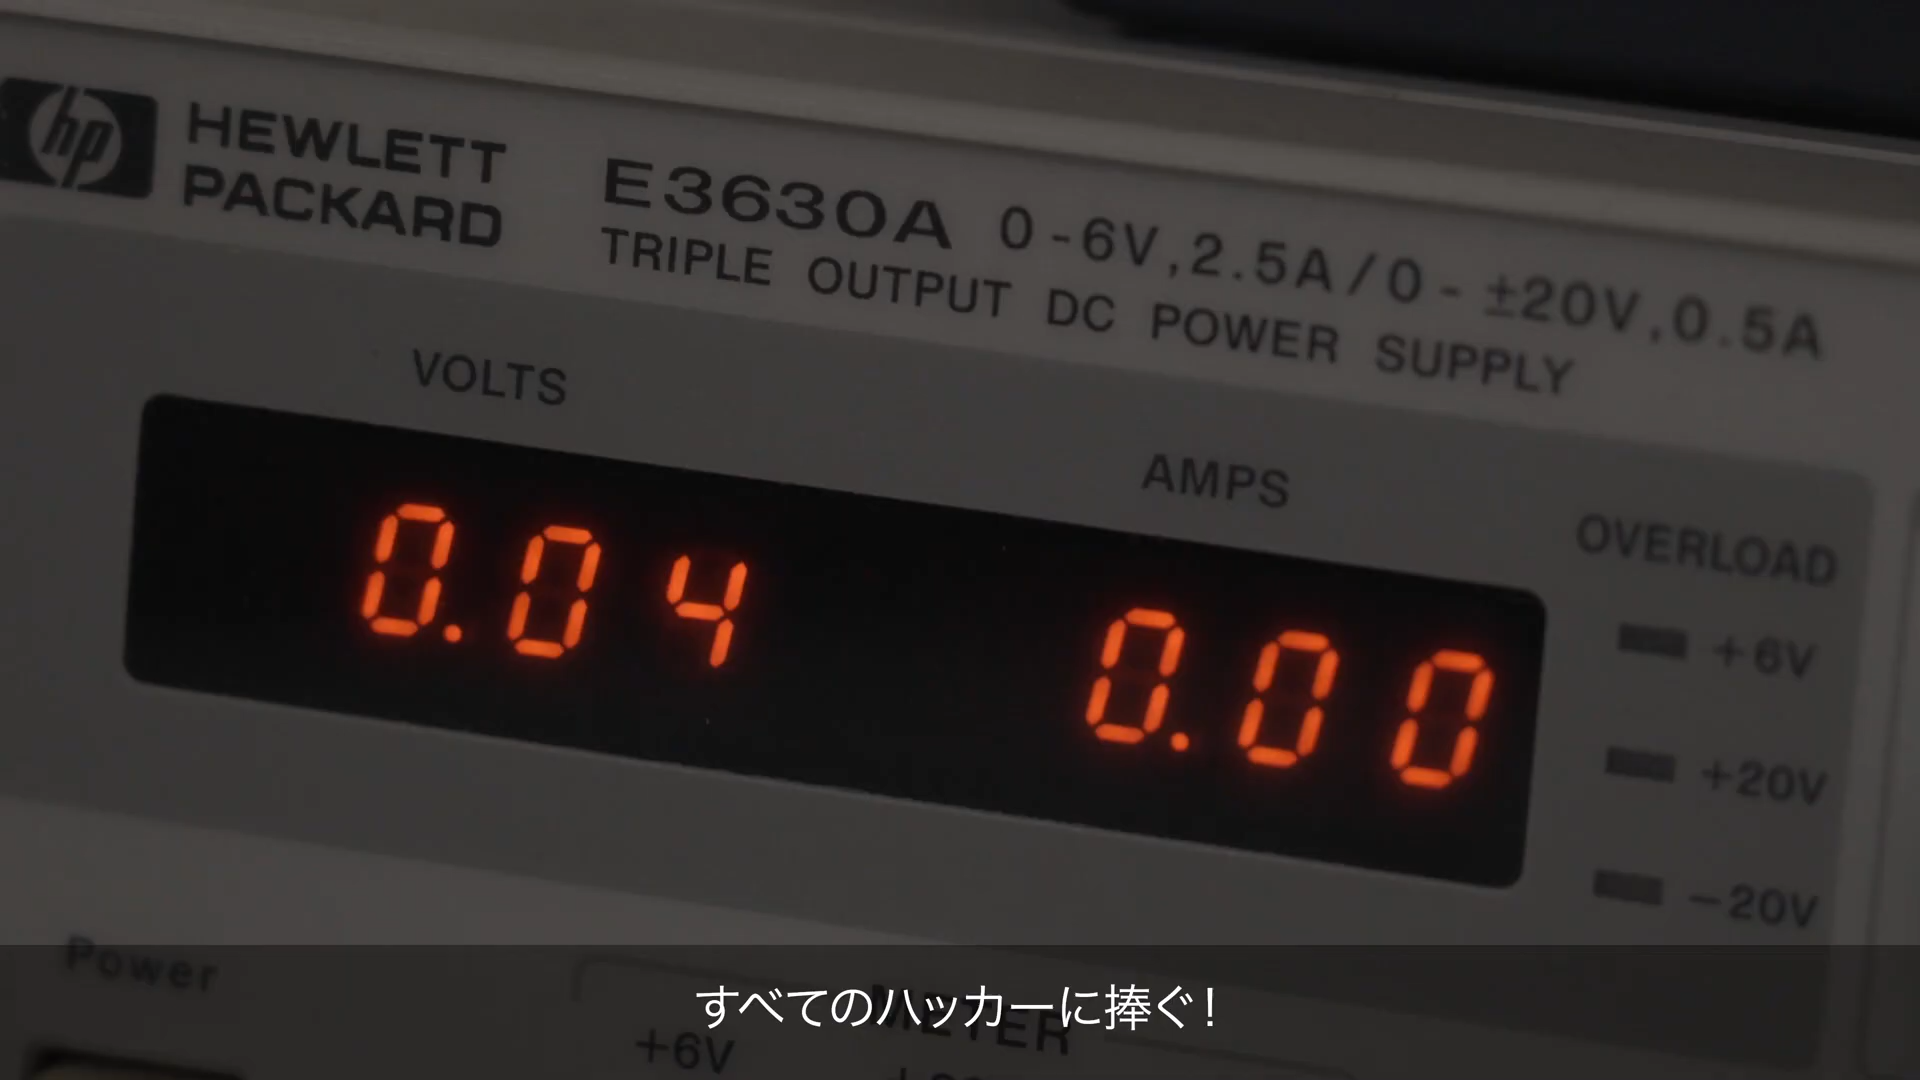 hp HEWLETT PACKARD
E3630A 0-6V,2.5A/0-±20V,0.5A
TRIPLE OUTPUT DC POWER SUPPLY
VOLTS
AMPS
OVERLOAD
0.04
0.00
+6V
+20V
-20V
Power
METER
+6V
すべてのハッカーに捧ぐ!